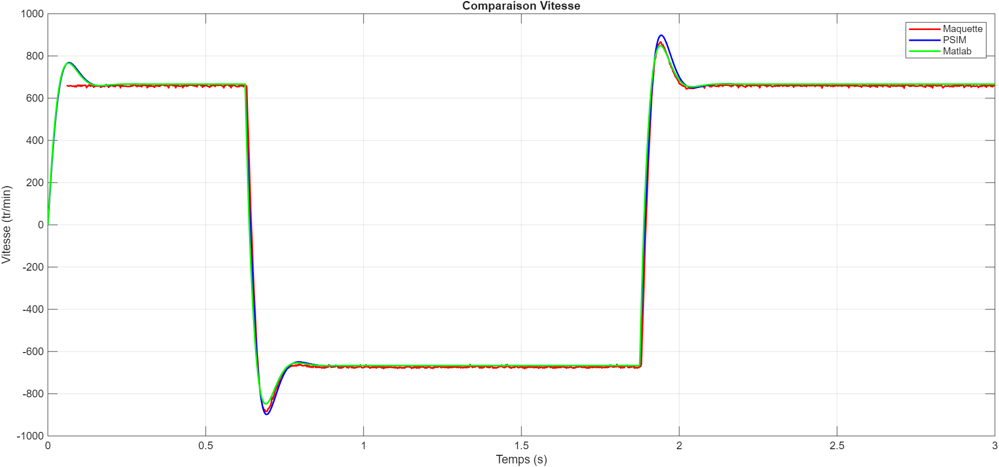 Comparaison Vitesse
Maquette
PSIM
Matlab
1000
800
600
400
200
0
-200
-400
-600
-800
-1000
Vitesse (tr/min)
0 0.5 1 1.5 2 2.5 3
Temps (s)